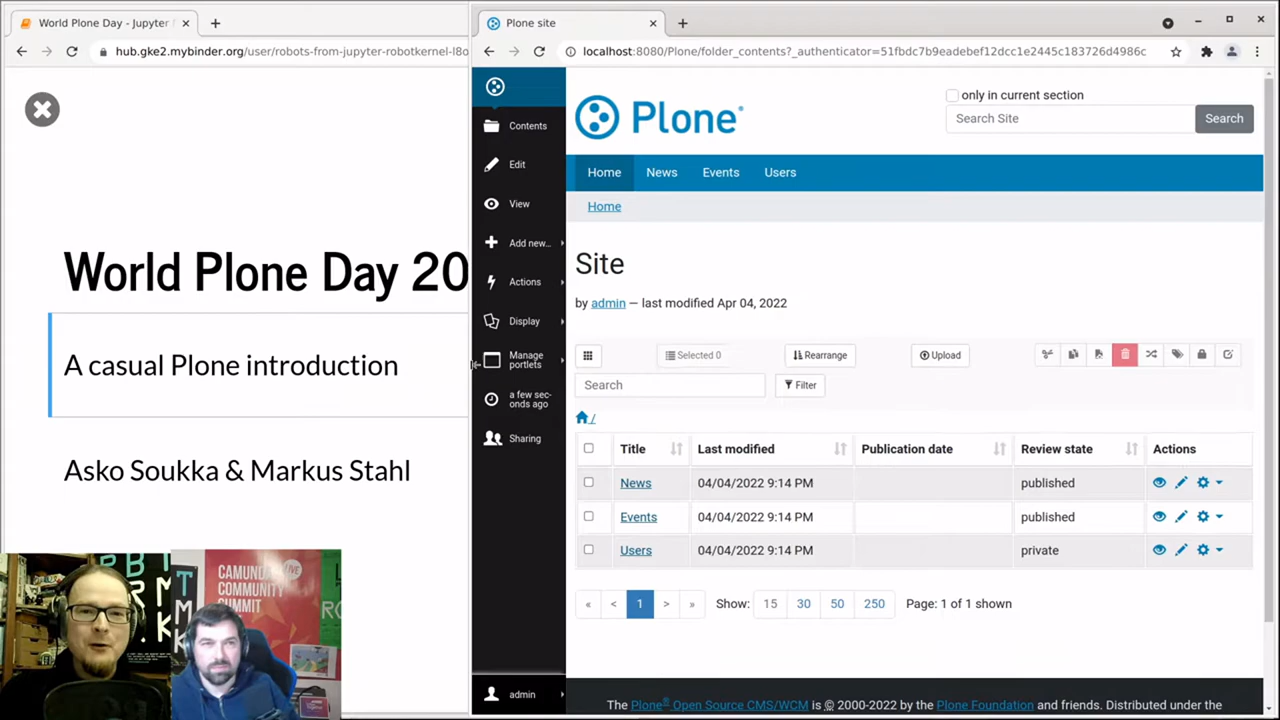 World Plone Day - Jupyter
hub.gke2.mybinder.org/user/robots-from-jupyter-robotkernel-l8o
World Plone Day 20
A casual Plone introduction
Asko Soukka & Markus Stahl
CAMUNDA
COMMUNITY
SUMMIT
LIVE
Plone site
localhost:8080/Plone/folder_contents?_authenticator=51fbdc7b9eadebef12dcc1e2445c183726d4986c
Contents
Edit
View
Add new...
Actions
Display
Manage
portlets
a few sec-
onds ago
Sharing
admin
Plone®
only in current section
Search Site
Search
Home
News
Events
Users
Home
Site
by admin — last modified Apr 04, 2022
Selected 0
Rearrange
Upload
Search
Filter
/
Title Last modified Publication date Review state Actions
News 04/04/2022 9:14 PM published
Events 04/04/2022 9:14 PM published
Users 04/04/2022 9:14 PM private
« < 1 > » Show: 15 30 50 250 Page: 1 of 1 shown
The Plone® Open Source CMS/WCM is © 2000-2022 by the Plone Foundation and friends. Distributed under the